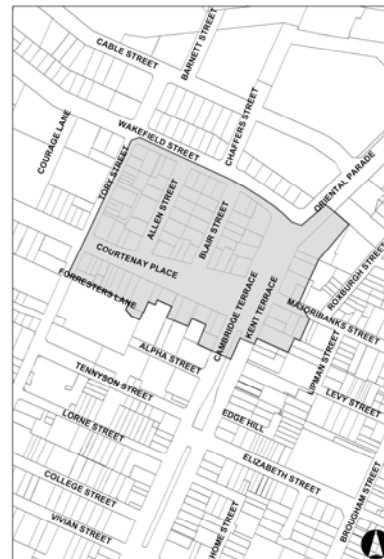 CABLE STREET
BARNETT STREET
CHAFFERS STREET
COURAGE LANE
WAKEFIELD STREET
ORIENTAL PARADE
TORY STREET
ALLEN STREET
BLAIR STREET
ROXBURGH STREET
COURTENAY PLACE
FORRESTERS LANE
CAMBRIDGE TERRACE
KENT TERRACE
MAJORIBANKS STREET
ALPHA STREET
LIPMAN STREET
TENNYSON STREET
LEVY STREET
LORNE STREET
EDGE HILL
ELIZABETH STREET
COLLEGE STREET
BROUGHAM STREET
VIVIAN STREET
HOME STREET